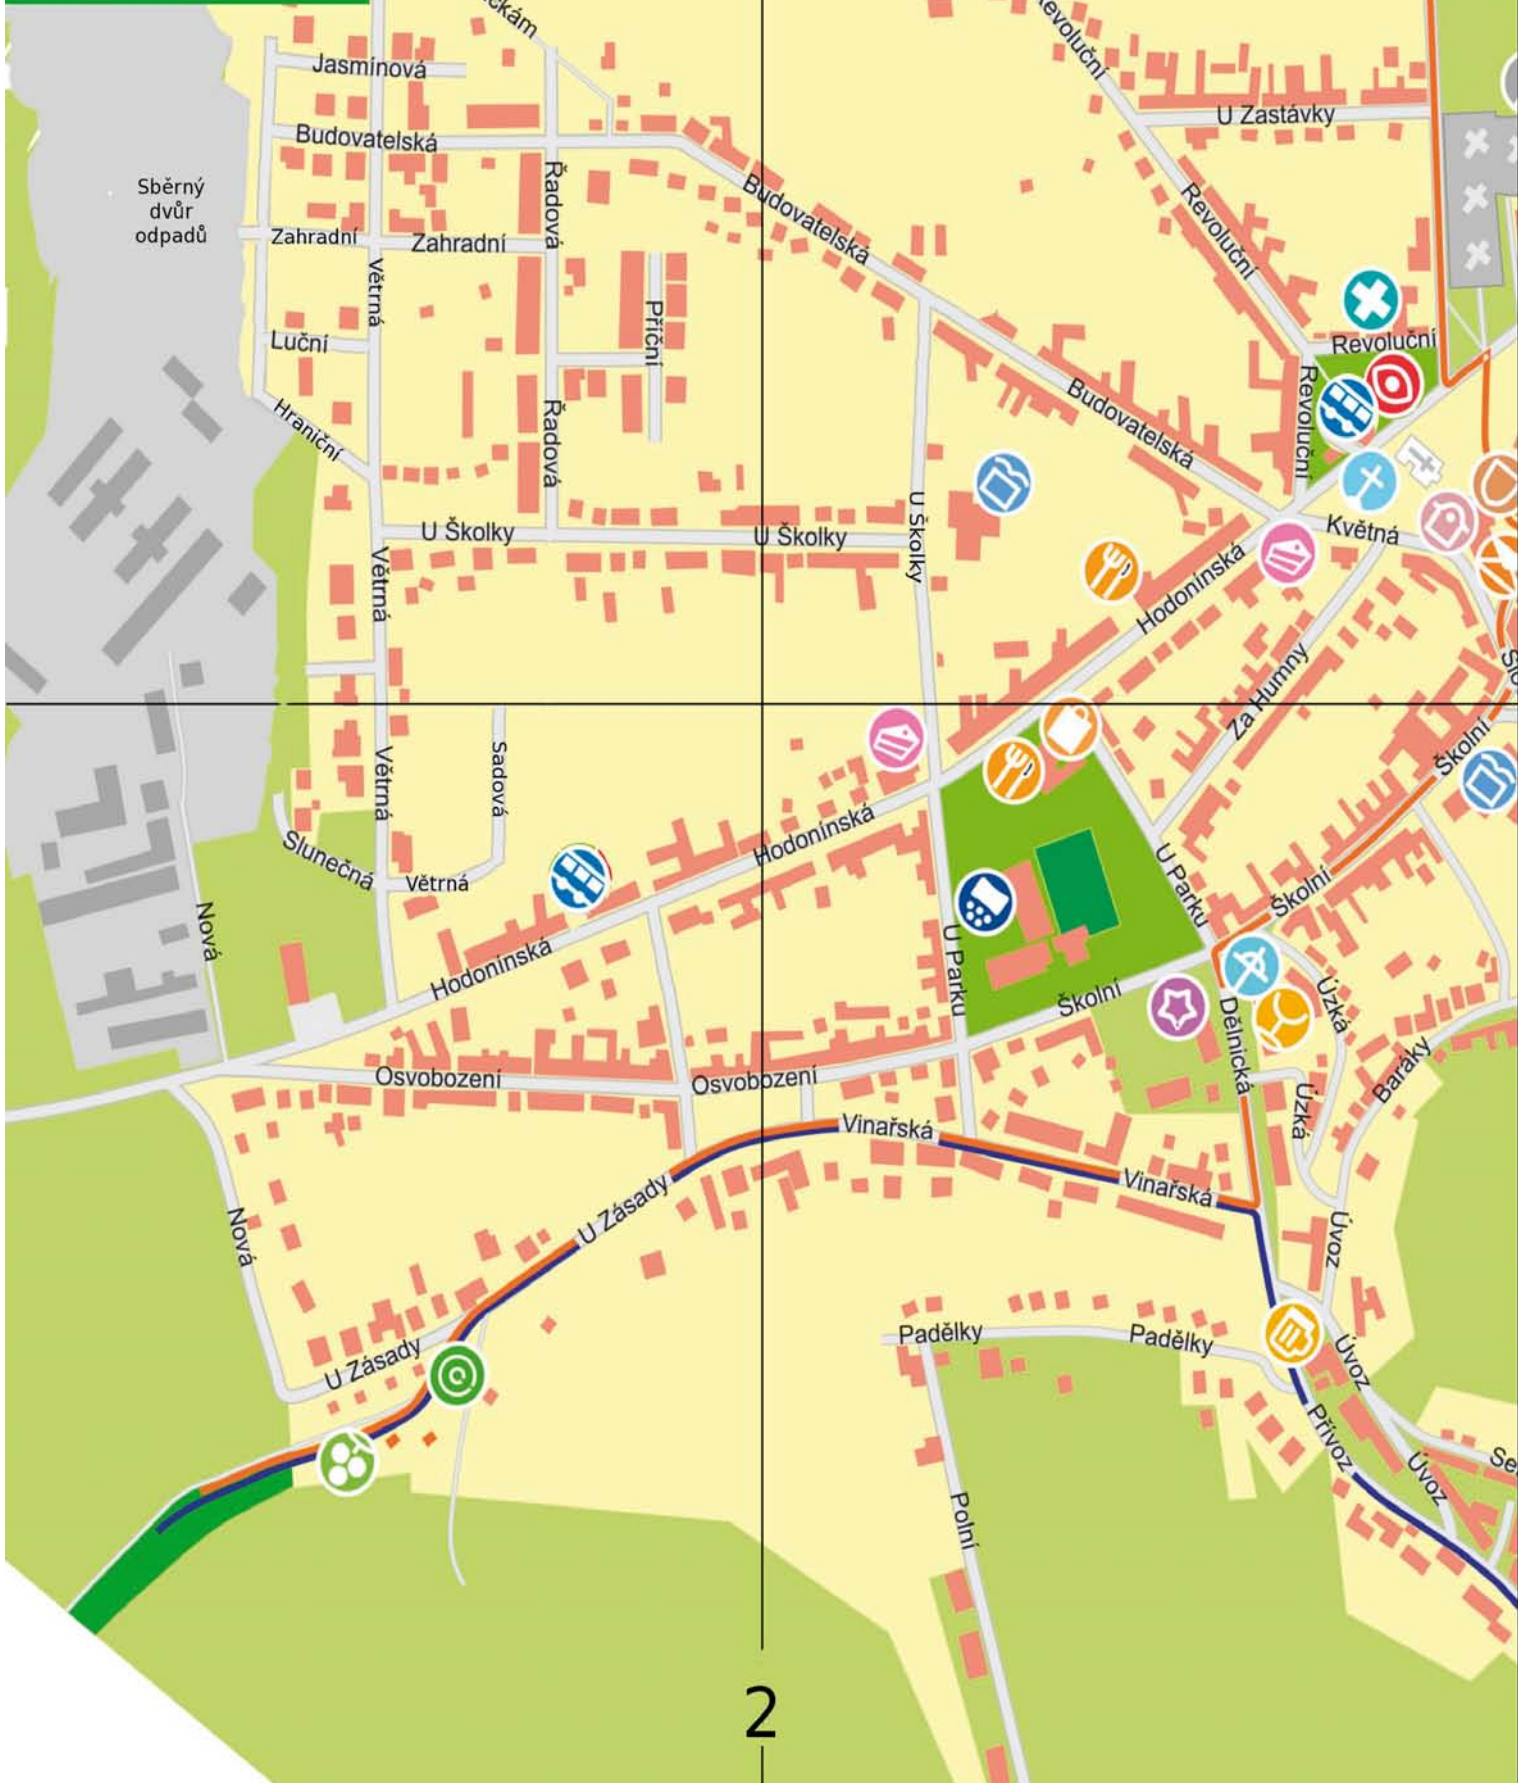 Jasmínová
U Zastávky
Revoluční
Budovatelská
Řadová
Budovatelská
Revoluční
Sběrný
dvůr
odpadů
Zahradní
Zahradní
Větrná
Příční
Luční
Revoluční
Hraniční
Řadová
Budovatelská
Revoluční
U Školky
U Školky
U Školky
Květná
Větrná
Hodonínská
Za Humny
Školní
Větrná
Sadová
Hodonínská
Slunečná
Větrná
U Parku
Školní
Nová
Hodonínská
U Parku
Školní
Úzká
Dělnická
Baráky
Osvobození
Osvobození
Úzká
Vinařská
Vinařská
Nová
U Zásady
Úvoz
U Zásady
Padělky
Padělky
Úvoz
Přívoz
Úvoz
Polní
2